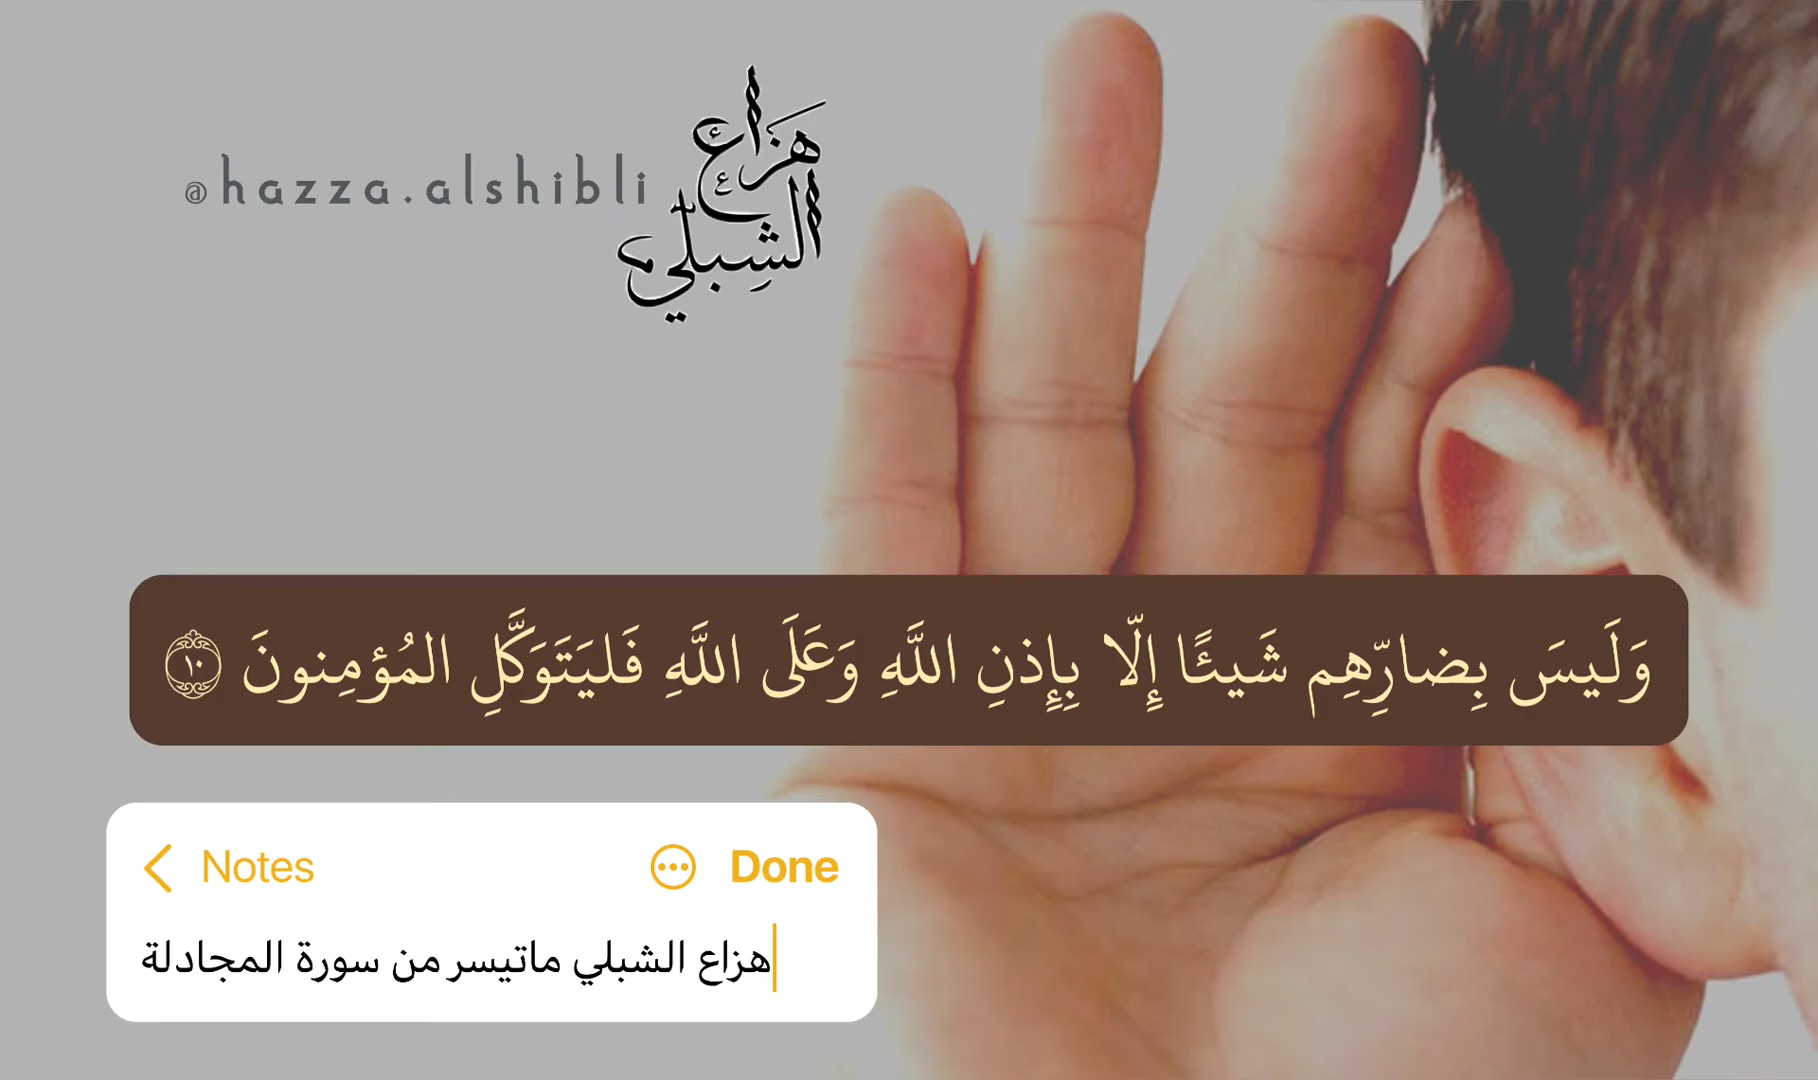 @hazza.alshibli
هزاع
الشبلي
وَلَيسَ بِضارِّهِم شَيـًٔا إِلّا بِإِذنِ اللَّهِ وَعَلَى اللَّهِ فَليَتَوَكَّلِ المُؤمِنونَ ١٠
Notes Done
هزاع الشبلي ماتيسر من سورة المجادلة